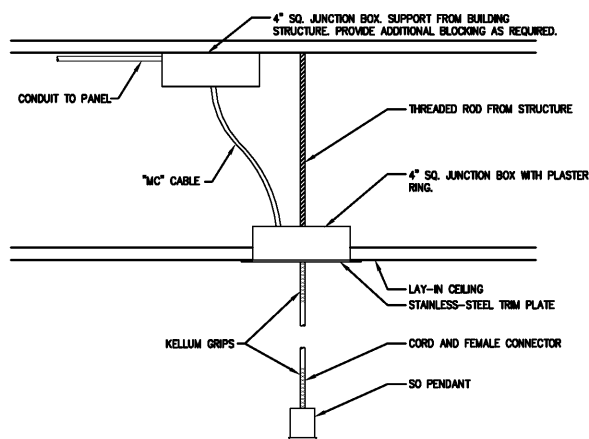 4" SQ. JUNCTION BOX. SUPPORT FROM BUILDING
STRUCTURE. PROVIDE ADDITIONAL BLOCKING AS REQUIRED.
CONDUIT TO PANEL
THREADED ROD FROM STRUCTURE
"MC" CABLE
4" SQ. JUNCTION BOX WITH PLASTER
RING.
LAY-IN CEILING
STAINLESS-STEEL TRIM PLATE
KELLUM GRIPS
CORD AND FEMALE CONNECTOR
SO PENDANT